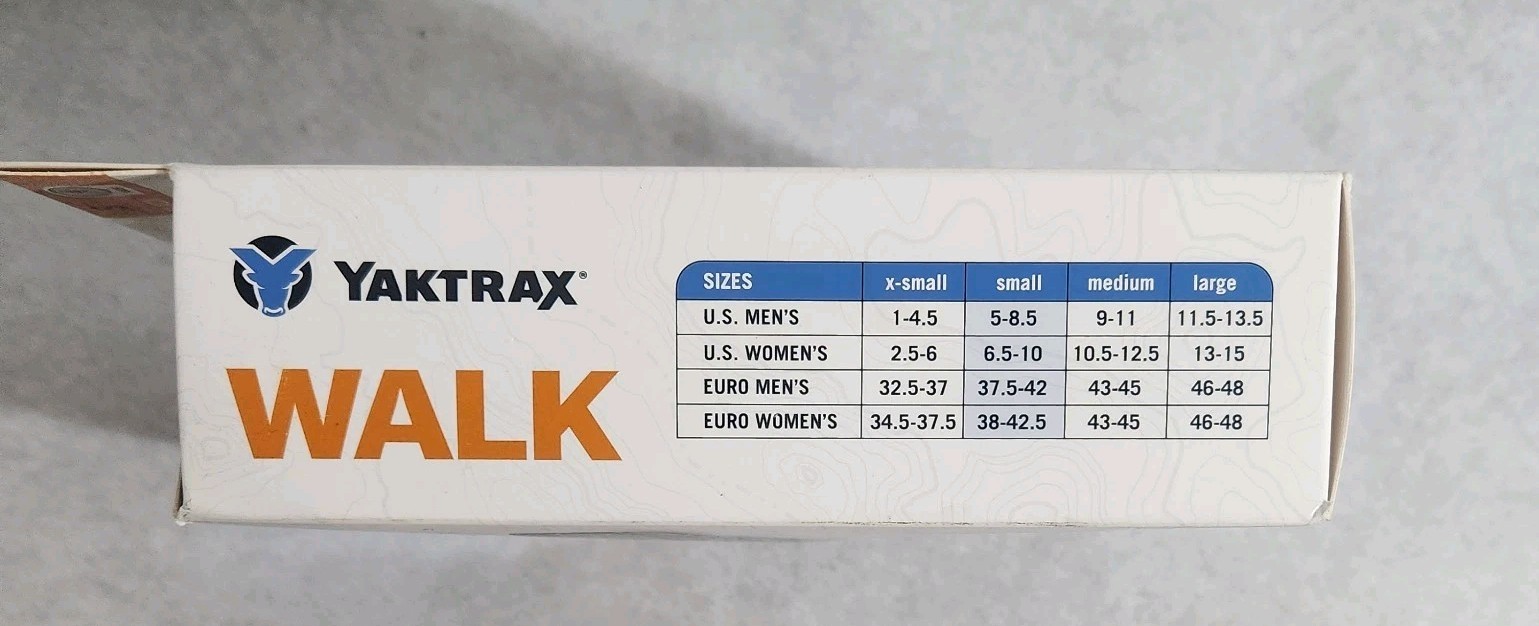 YAKTRAX®
WALK
SIZES x-small small medium large
U.S. MEN'S 1-4.5 5-8.5 9-11 11.5-13.5
U.S. WOMEN'S 2.5-6 6.5-10 10.5-12.5 13-15
EURO MEN'S 32.5-37 37.5-42 43-45 46-48
EURO WOMEN'S 34.5-37.5 38-42.5 43-45 46-48